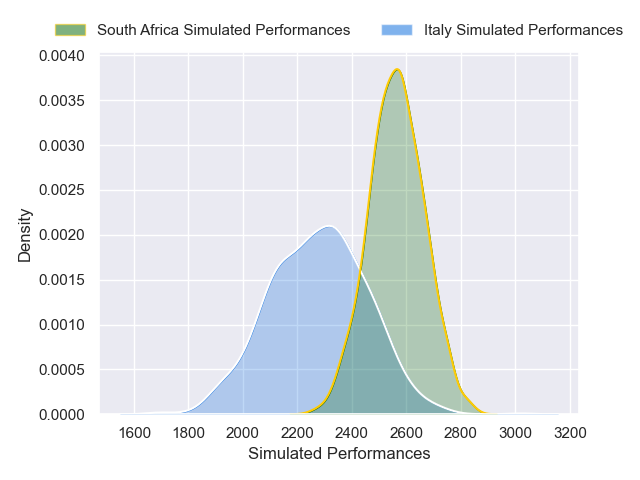 South Africa Simulated Performances Italy Simulated Performances
0.0040
0.0035
0.0030
0.0025
0.0020
0.0015
0.0010
0.0005
0.0000
Density
1600 1800 2000 2200 2400 2600 2800 3000 3200
Simulated Performances